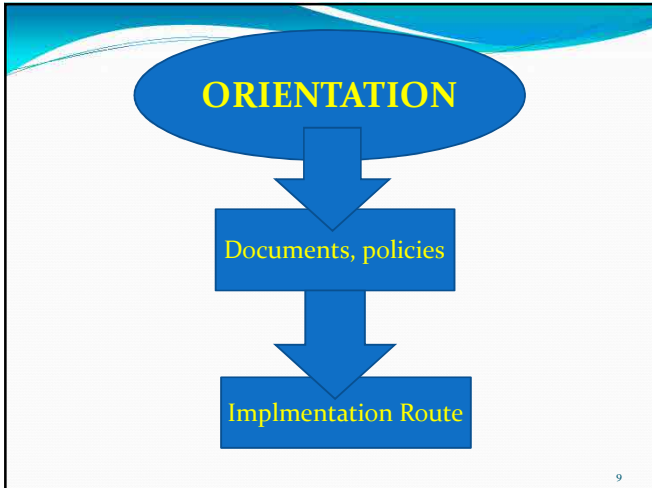 ORIENTATION
Documents, policies
Implmentation Route
9